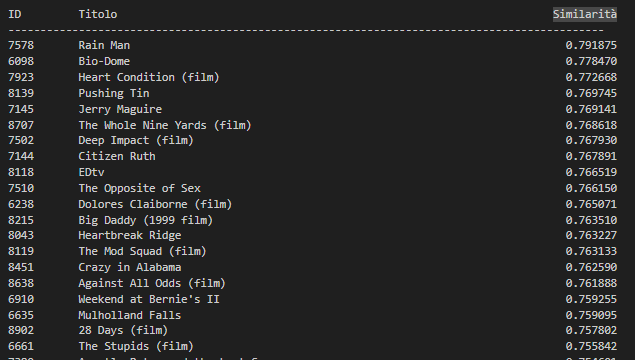 ID Titolo Similarità
--------------------------------------------------------------------------------------------
7578 Rain Man 0.791875
6098 Bio-Dome 0.778470
7923 Heart Condition (film) 0.772668
8139 Pushing Tin 0.769745
7145 Jerry Maguire 0.769141
8707 The Whole Nine Yards (film) 0.768618
7502 Deep Impact (film) 0.767930
7144 Citizen Ruth 0.767891
8118 EDtv 0.766519
7510 The Opposite of Sex 0.766150
6238 Dolores Claiborne (film) 0.765071
8215 Big Daddy (1999 film) 0.763510
8043 Heartbreak Ridge 0.763227
8119 The Mod Squad (film) 0.763133
8451 Crazy in Alabama 0.762590
8638 Against All Odds (film) 0.761888
6910 Weekend at Bernie's II 0.759255
6635 Mulholland Falls 0.759095
8902 28 Days (film) 0.757802
6661 The Stupids (film) 0.755842